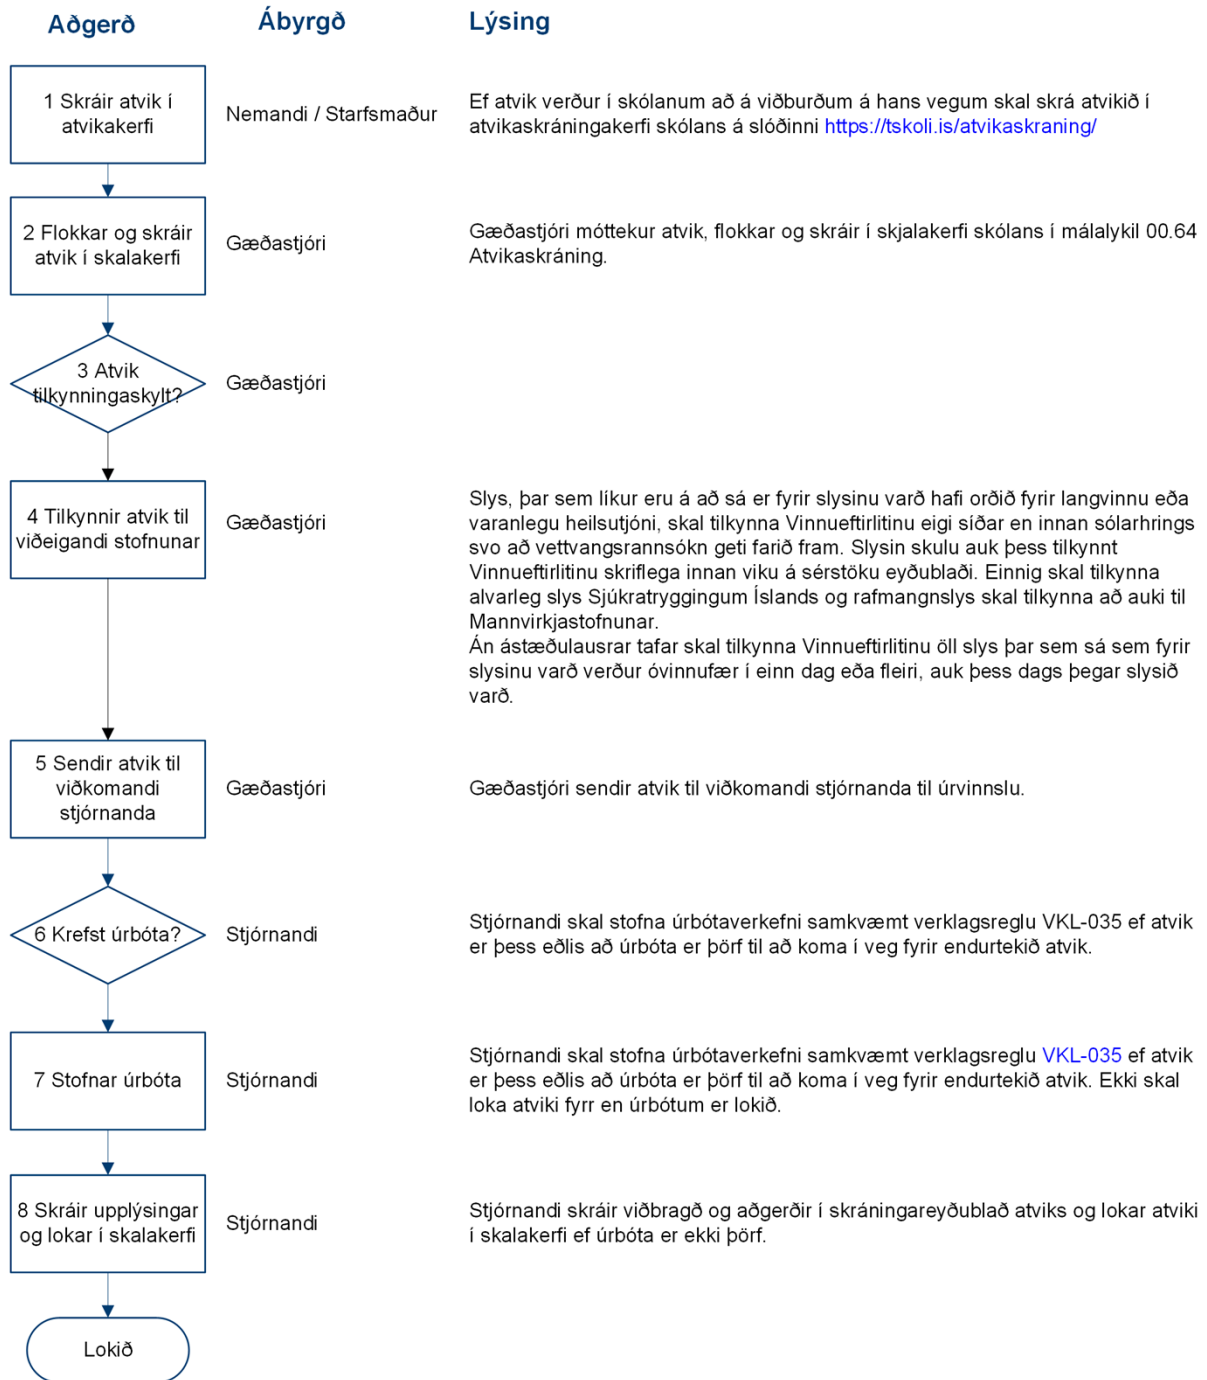 Aðgerð
Ábyrgð
Lýsing
1 Skráir atvik í
atvikakerfi
Nemandi / Starfsmaður
Ef atvik verður í skólanum að á viðburðum á hans vegum skal skrá atvikið í
atvikaskráningakerfi skólans á slóðinni https://tskoli.is/atvikaskraning/
2 Flokkar og skráir
atvik í skalakerfi
Gæðastjóri
Gæðastjóri móttekur atvik, flokkar og skráir í skjalakerfi skólans í málalykil 00.64
Atvikaskráning.
3 Atvik
tilkynningaskylt?
Gæðastjóri
4 Tilkynnir atvik til
viðeigandi stofnunar
Gæðastjóri
Slys, þar sem líkur eru á að sá er fyrir slysinu varð hafi orðið fyrir langvinnu eða
varanlegu heilsutjóni, skal tilkynna Vinnueftirlitinu eigi síðar en innan sólarhrings
svo að vettvangsrannsókn geti farið fram. Slysin skulu auk þess tilkynnt
Vinnueftirlitinu skriflega innan viku á sérstöku eyðublaði. Einnig skal tilkynna
alvarleg slys Sjúkratryggingum Íslands og rafmangnslys skal tilkynna að auki til
Mannvirkjastofnunar.
Án ástæðulausrar tafar skal tilkynna Vinnueftirlitinu öll slys þar sem sá sem fyrir
slysinu varð verður óvinnufær í einn dag eða fleiri, auk þess dags þegar slysið
varð.
5 Sendir atvik til
viðkomandi
stjórnanda
Gæðastjóri
Gæðastjóri sendir atvik til viðkomandi stjórnanda til úrvinnslu.
6 Krefst úrbóta?
Stjórnandi
Stjórnandi skal stofna úrbótaverkefni samkvæmt verklagsreglu VKL-035 ef atvik
er þess eðlis að úrbóta er þörf til að koma í veg fyrir endurtekið atvik.
7 Stofnar úrbóta
Stjórnandi
Stjórnandi skal stofna úrbótaverkefni samkvæmt verklagsreglu VKL-035 ef atvik
er þess eðlis að úrbóta er þörf til að koma í veg fyrir endurtekið atvik. Ekki skal
loka atviki fyrr en úrbótum er lokið.
8 Skráir upplýsingar
og lokar í skalakerfi
Stjórnandi
Stjórnandi skráir viðbragð og aðgerðir í skráningareyðublað atviks og lokar atviki
í skalakerfi ef úrbóta er ekki þörf.
Lokið